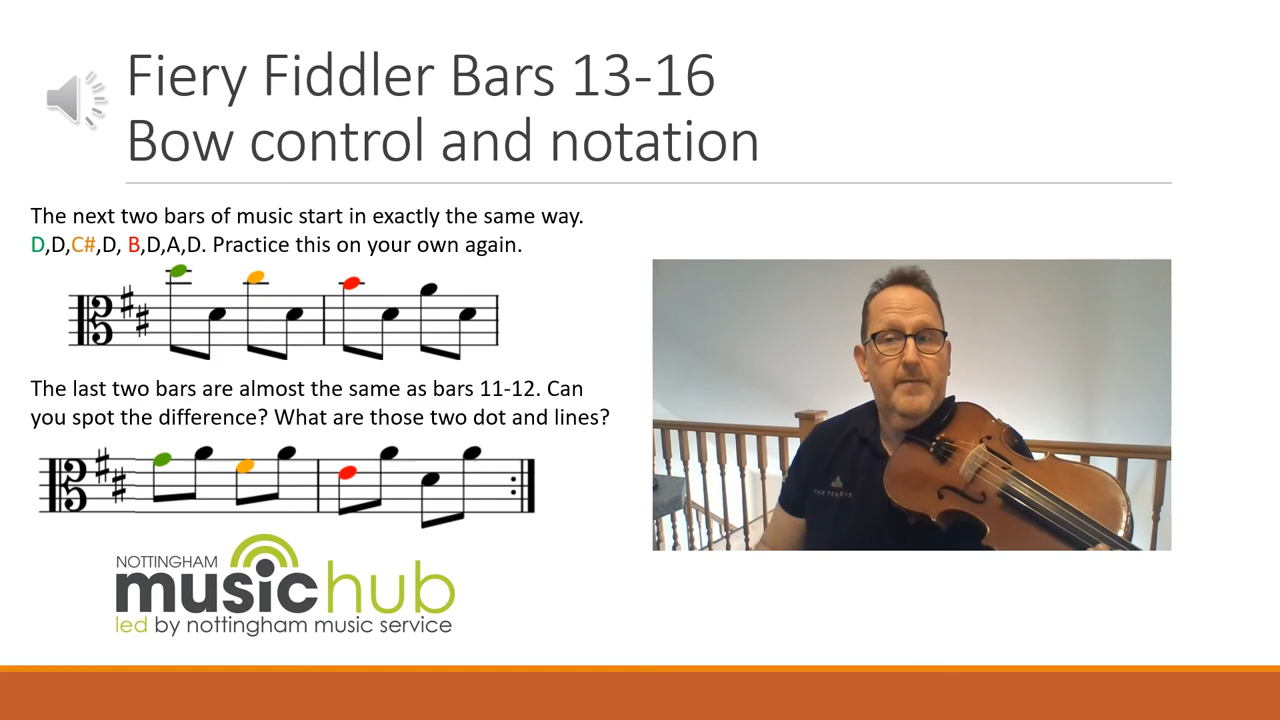 Fiery Fiddler Bars 13-16
Bow control and notation
The next two bars of music start in exactly the same way.
D,D,C#,D, B,D,A,D. Practice this on your own again.
The last two bars are almost the same as bars 11-12. Can
you spot the difference? What are those two dot and lines?
NOTTINGHAM
musichub
led by nottingham music service